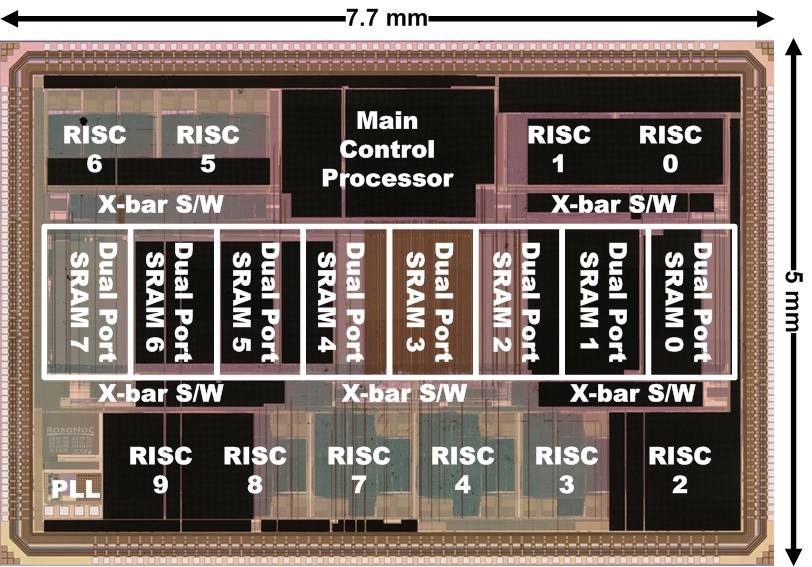 7.7 mm
Main
Control
Processor
RISC
6
RISC
5
RISC
1
RISC
0
X-bar S/W
X-bar S/W
Dual Port
SRAM 7
Dual Port
SRAM 6
Dual Port
SRAM 5
Dual Port
SRAM 4
Dual Port
SRAM 3
Dual Port
SRAM 2
Dual Port
SRAM 1
Dual Port
SRAM 0
5 mm
X-bar S/W
X-bar S/W
X-bar S/W
ROBONOC
RISC
9
RISC
8
RISC
7
RISC
4
RISC
3
RISC
2
PLL